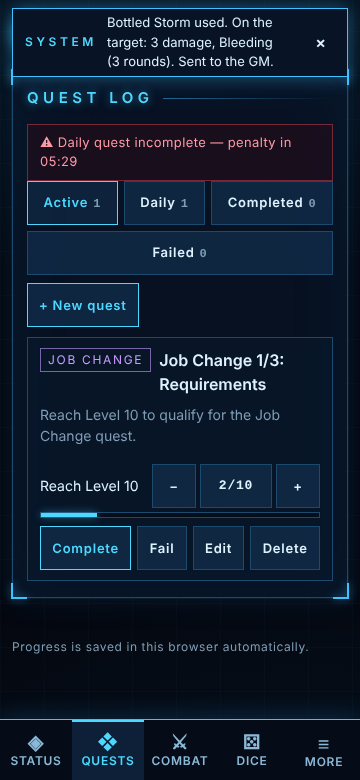 SYSTEM
Bottled Storm used. On the
target: 3 damage, Bleeding
(3 rounds). Sent to the GM.
×
QUEST LOG
⚠ Daily quest incomplete — penalty in
05:29
Active 1
Daily 1
Completed 0
Failed 0
+ New quest
JOB CHANGE
Job Change 1/3:
Requirements
Reach Level 10 to qualify for the Job
Change quest.
Reach Level 10
−
2/10
+
Complete
Fail
Edit
Delete
Progress is saved in this browser automatically.
STATUS
QUESTS
COMBAT
DICE
MORE